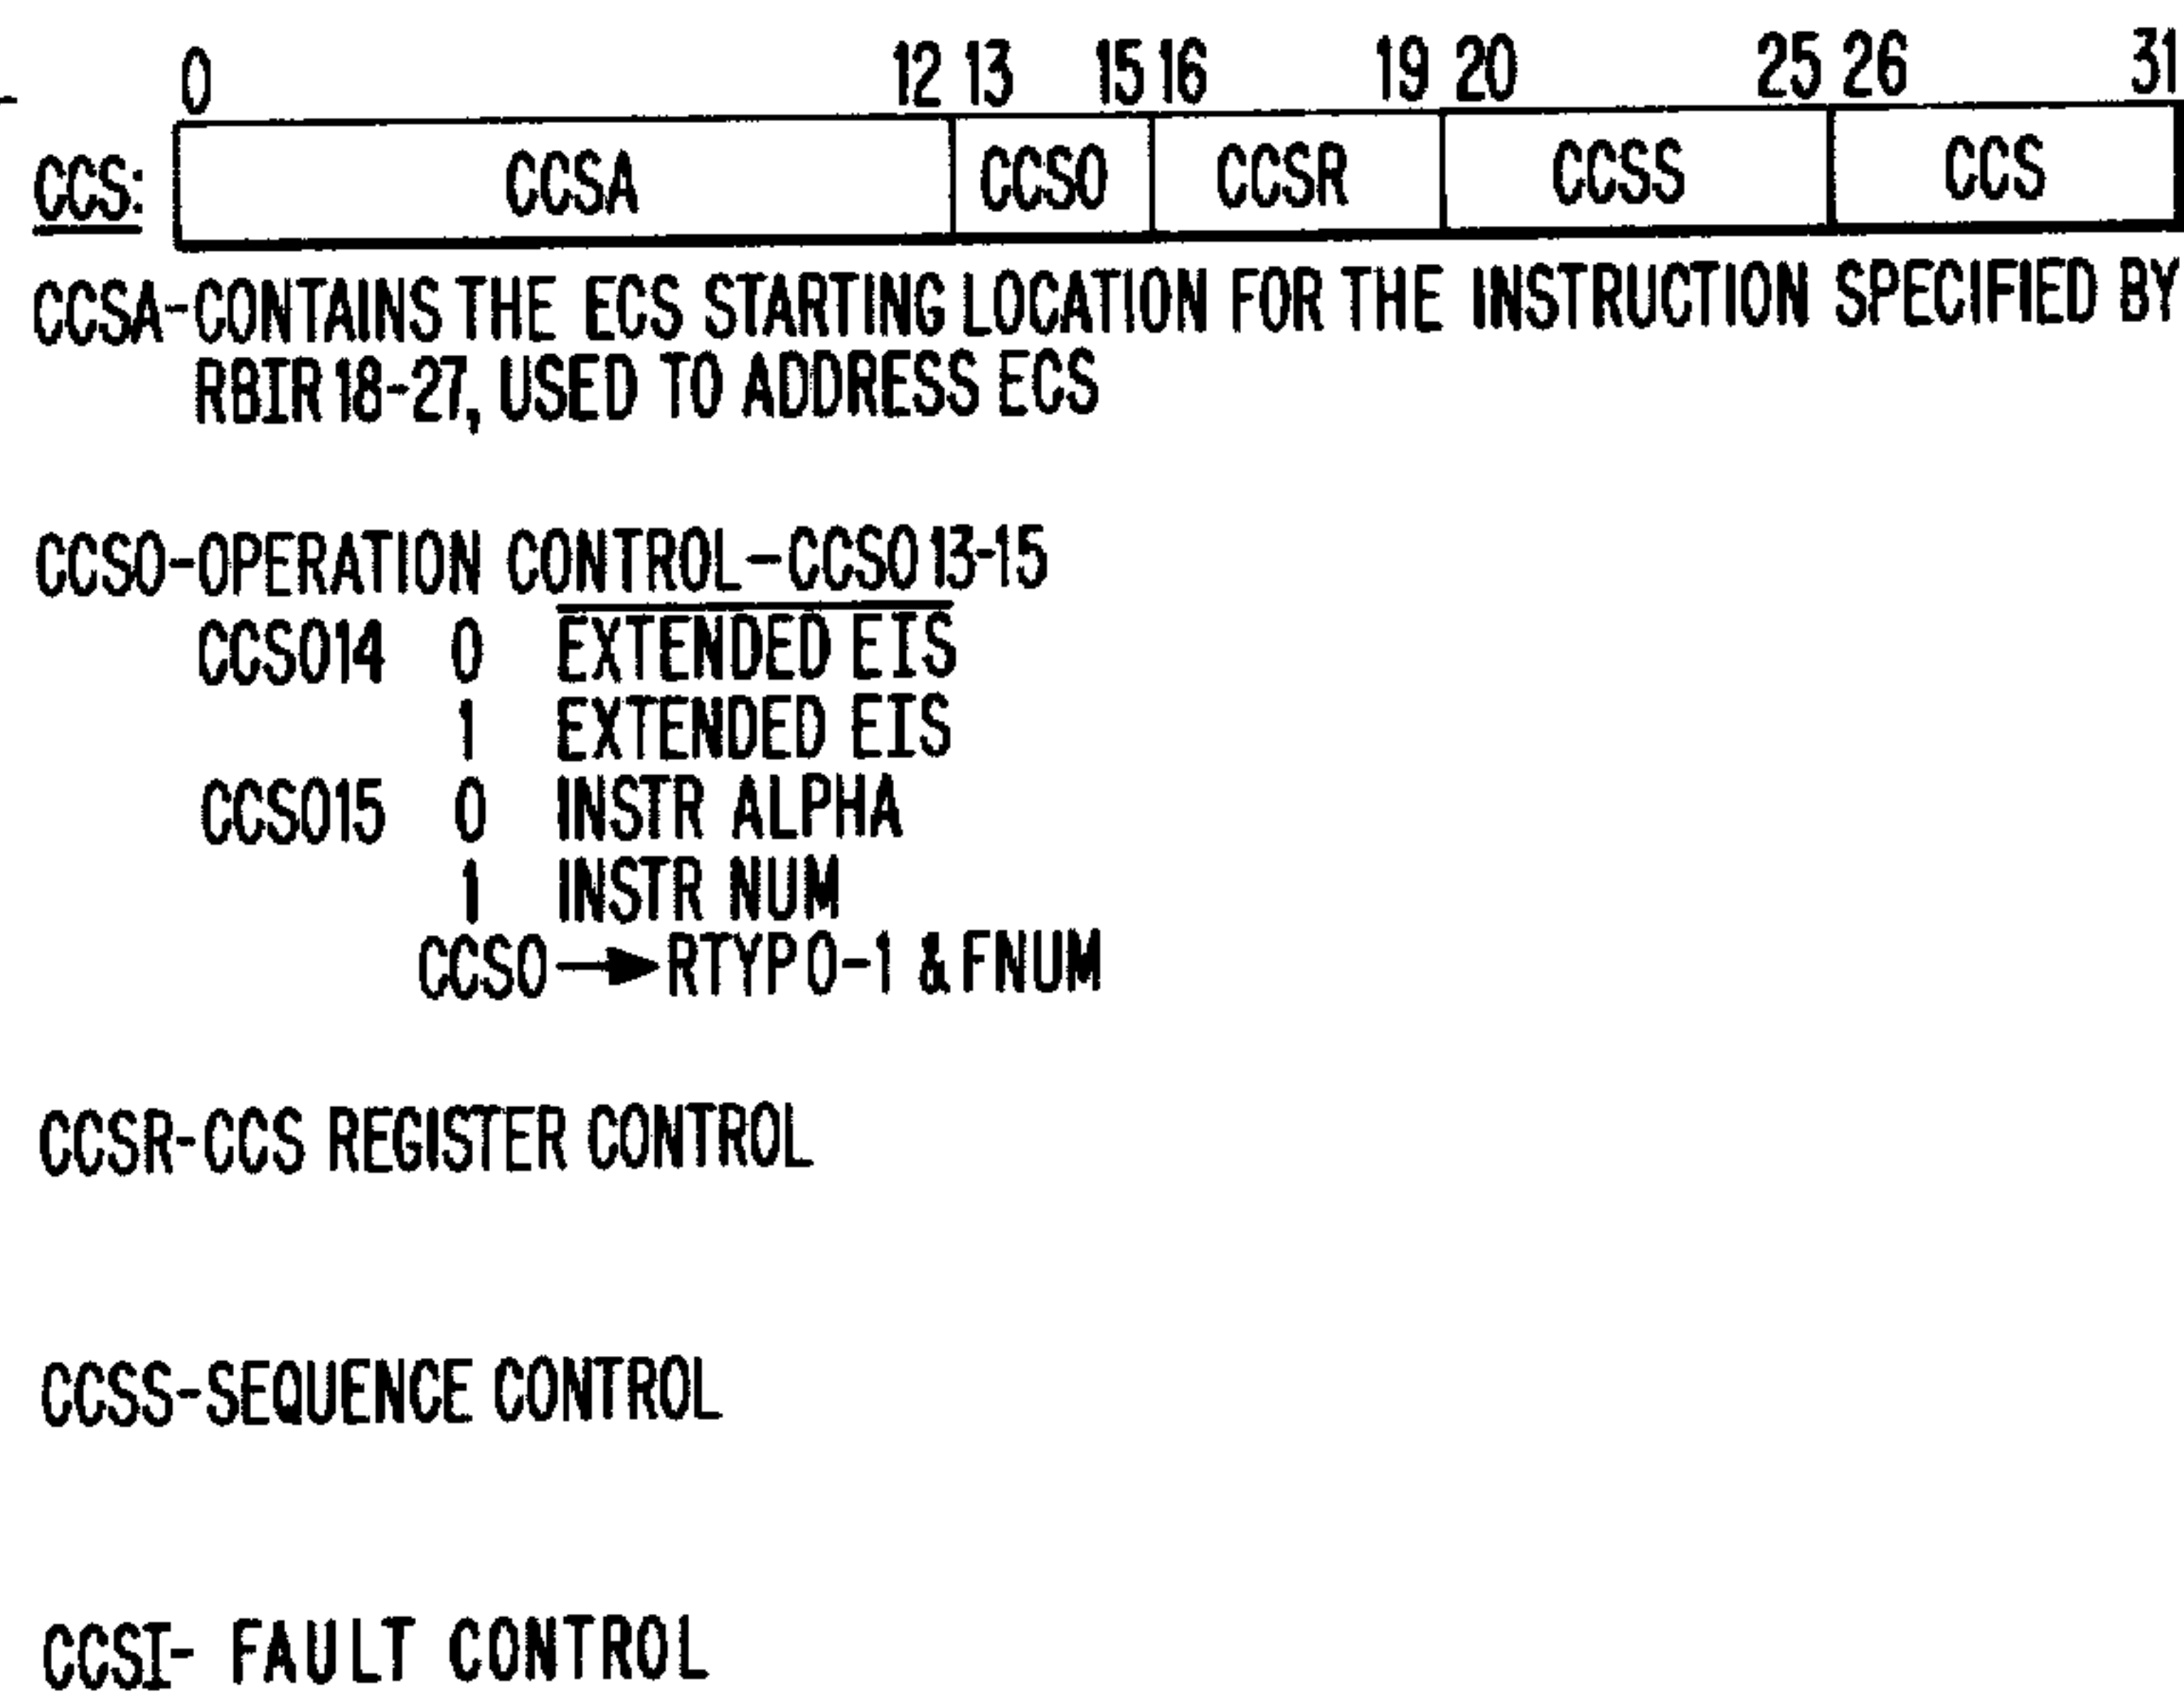 0 12 13 15 16 19 20 25 26 31
CCS: CCSA CCSO CCSR CCSS CCS
CCSA-CONTAINS THE ECS STARTING LOCATION FOR THE INSTRUCTION SPECIFIED BY
RBIR 18-27, USED TO ADDRESS ECS
CCSO-OPERATION CONTROL-CCSO 13-15
CCSO14 0 EXTENDED EIS
1 EXTENDED EIS
CCSO15 0 INSTR ALPHA
1 INSTR NUM
CCSO → RTYP 0-1 & FNUM
CCSR-CCS REGISTER CONTROL
CCSS-SEQUENCE CONTROL
CCSI- FAULT CONTROL